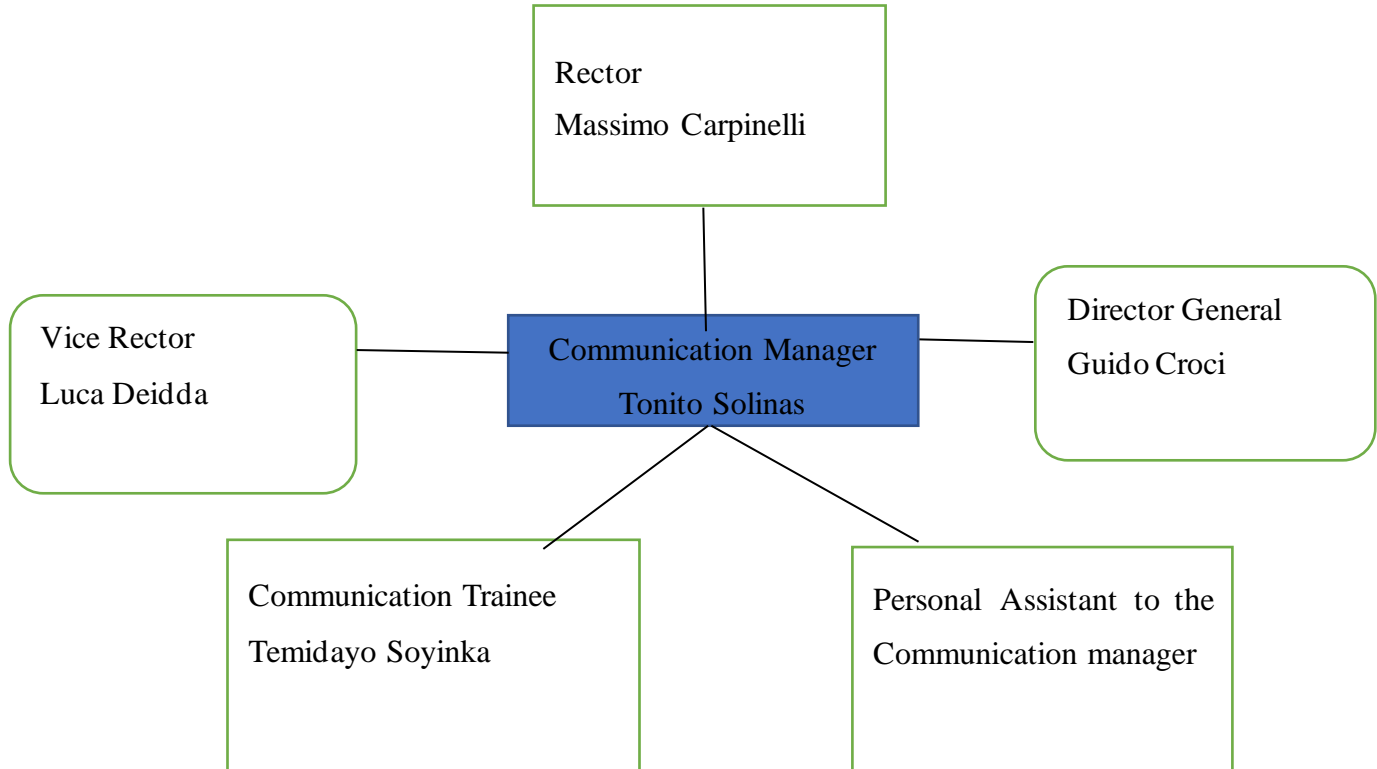 Rector
Massimo Carpinelli
Vice Rector
Luca Deidda
Communication Manager
Tonito Solinas
Director General
Guido Croci
Communication Trainee
Temidayo Soyinka
Personal Assistant to the
Communication manager